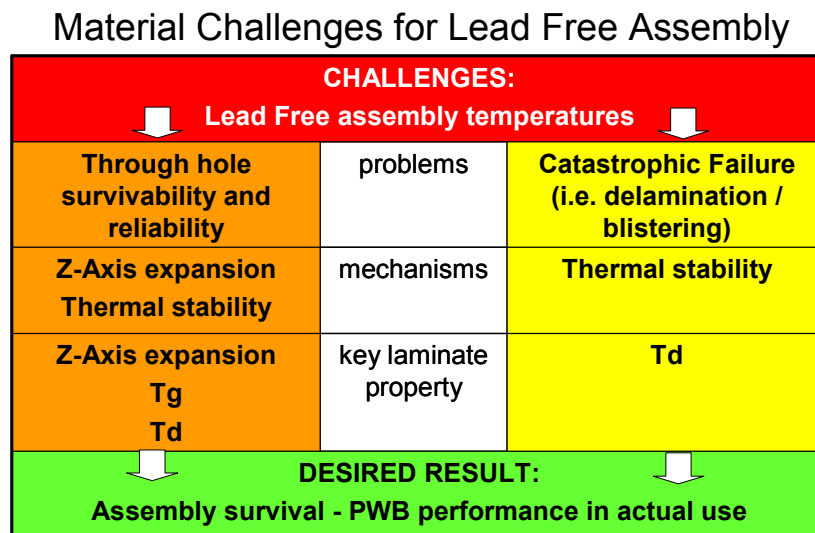 Material Challenges for Lead Free Assembly
CHALLENGES:
Lead Free assembly temperatures
Through hole
survivability and
reliability
problems
Catastrophic Failure
(i.e. delamination /
blistering)
Z-Axis expansion
Thermal stability
mechanisms
Thermal stability
Z-Axis expansion
Tg
Td
key laminate
property
Td
DESIRED RESULT:
Assembly survival - PWB performance in actual use